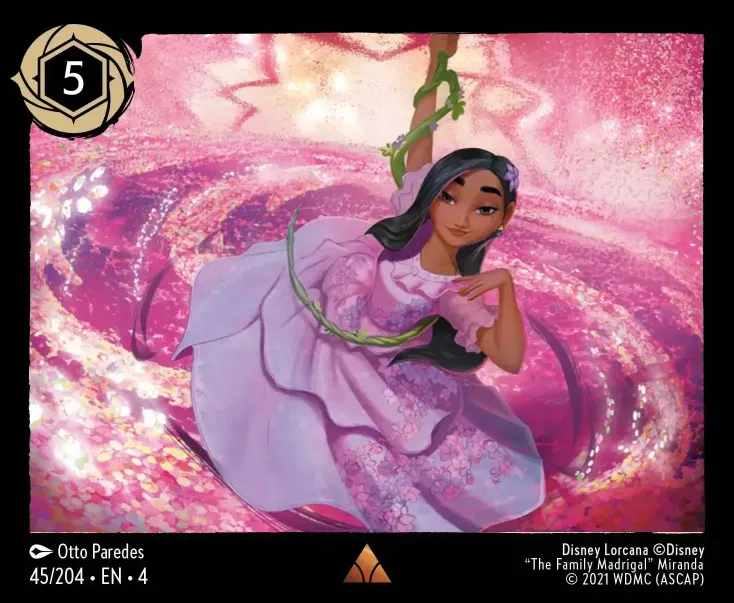 5
Otto Paredes
45/204 • EN • 4
Disney Lorcana ©Disney
“The Family Madrigal” Miranda
© 2021 WDMC (ASCAP)